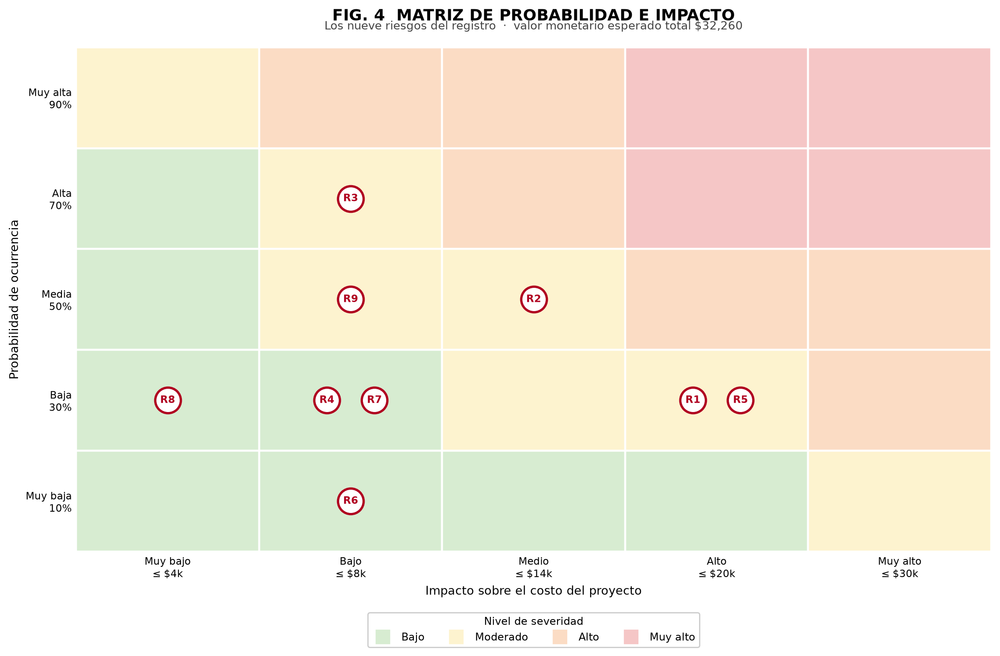 FIG. 4  MATRIZ DE PROBABILIDAD E IMPACTO
Los nueve riesgos del registro  ·  valor monetario esperado total $32,260
Probabilidad de ocurrencia
Muy alta
90%
Alta
70%
R3
Media
50%
R9
R2
Baja
30%
R8
R4
R7
R1
R5
Muy baja
10%
R6
Muy bajo
≤ $4k
Bajo
≤ $8k
Medio
≤ $14k
Alto
≤ $20k
Muy alto
≤ $30k
Impacto sobre el costo del proyecto
Nivel de severidad
Bajo
Moderado
Alto
Muy alto